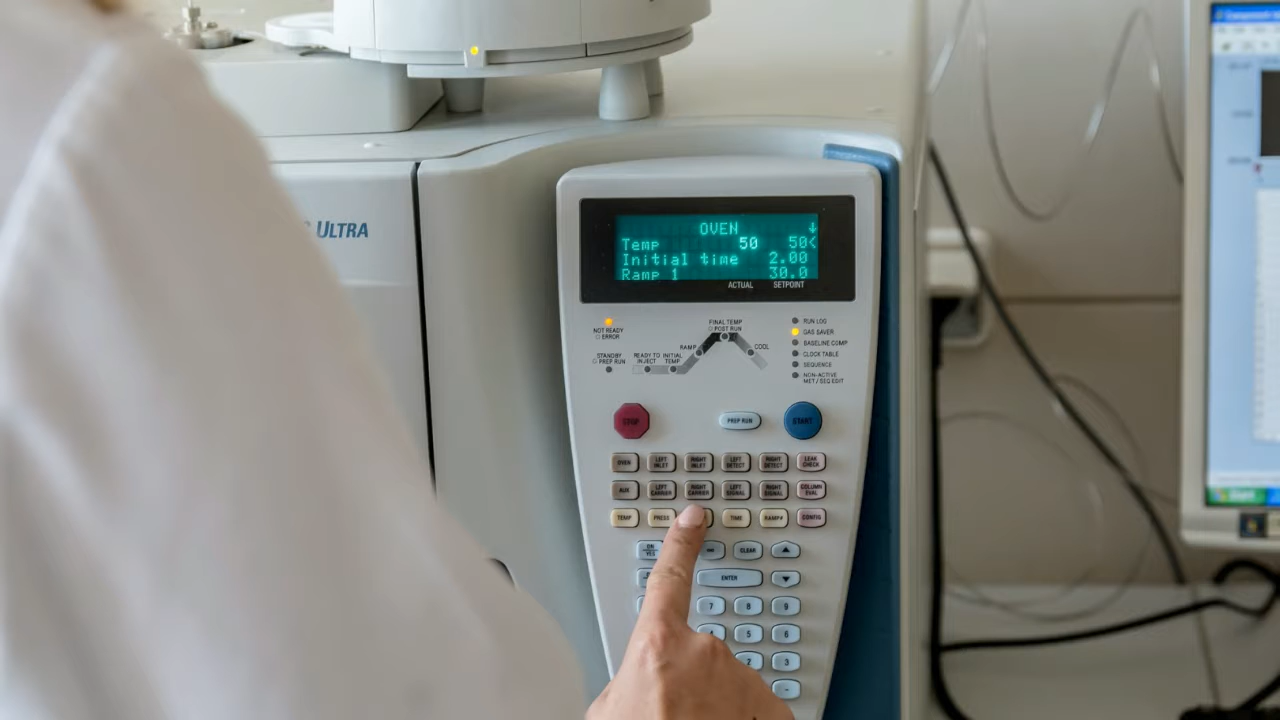 ULTRA
OVEN ↓
Temp 50 50<
Initial time 2.00
Ramp 1 30.0
ACTUAL SETPOINT
NOT READY
ERROR
STANDBY
PREP RUN
READY TO INJECT
INITIAL TEMP
RAMP
FINAL TEMP
POST RUN
COOL
RUN LOG
GAS SAVER
BASELINE COMP
CLOCK TABLE
SEQUENCE
NON-ACTIVE
MET / SEQ EDIT
STOP PREP RUN START
OVEN LEFT INLET RIGHT INLET LEFT DETECT RIGHT DETECT LEAK CHECK
AUX LEFT CARRIER RIGHT CARRIER LEFT SIGNAL RIGHT SIGNAL COLUMN EVAL
TEMP PRESS TIME RAMP# CONFIG
ON YES CLEAR ▲
ENTER ▼
7 8 9
4 5 6
2 3
-